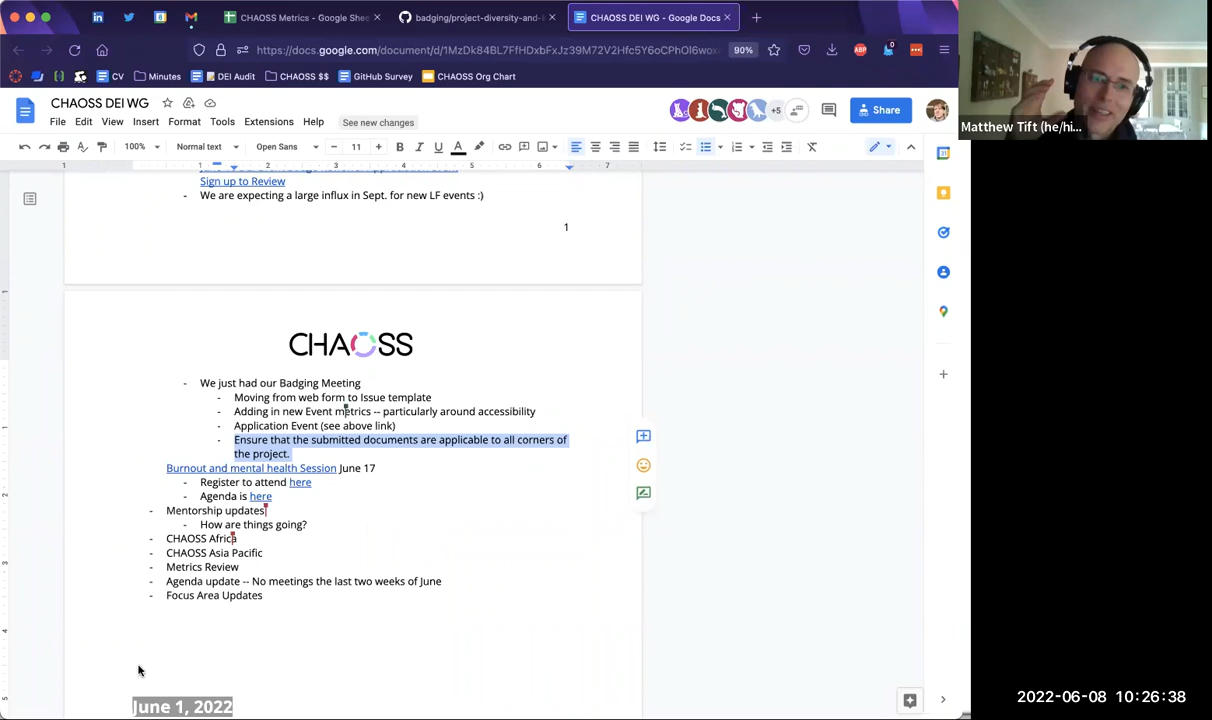 CHAOSS Metrics - Google Shee
badging/project-diversity-and-i
CHAOSS DEI WG - Google Docs
https://docs.google.com/document/d/1MzDk84BL7FfHDxbFxJz39M72V2Hfc5Y6oCPhOl6wox
90%
CV
Minutes
DEI Audit
CHAOSS $$
GitHub Survey
CHAOSS Org Chart
CHAOSS DEI WG
File Edit View Insert Format Tools Extensions Help
See new changes
+5
Share
Matthew Tift (he/hi...
100%
Normal text
Open Sans
11
Sign up to Review
- We are expecting a large influx in Sept. for new LF events :)
1
CHAOSS
- We just had our Badging Meeting
- Moving from web form to Issue template
- Adding in new Event metrics -- particularly around accessibility
- Application Event (see above link)
- Ensure that the submitted documents are applicable to all corners of
the project.
Burnout and mental health Session June 17
- Register to attend here
- Agenda is here
- Mentorship updates
- How are things going?
- CHAOSS Africa
- CHAOSS Asia Pacific
- Metrics Review
- Agenda update -- No meetings the last two weeks of June
- Focus Area Updates
June 1, 2022
2022-06-08 10:26:38